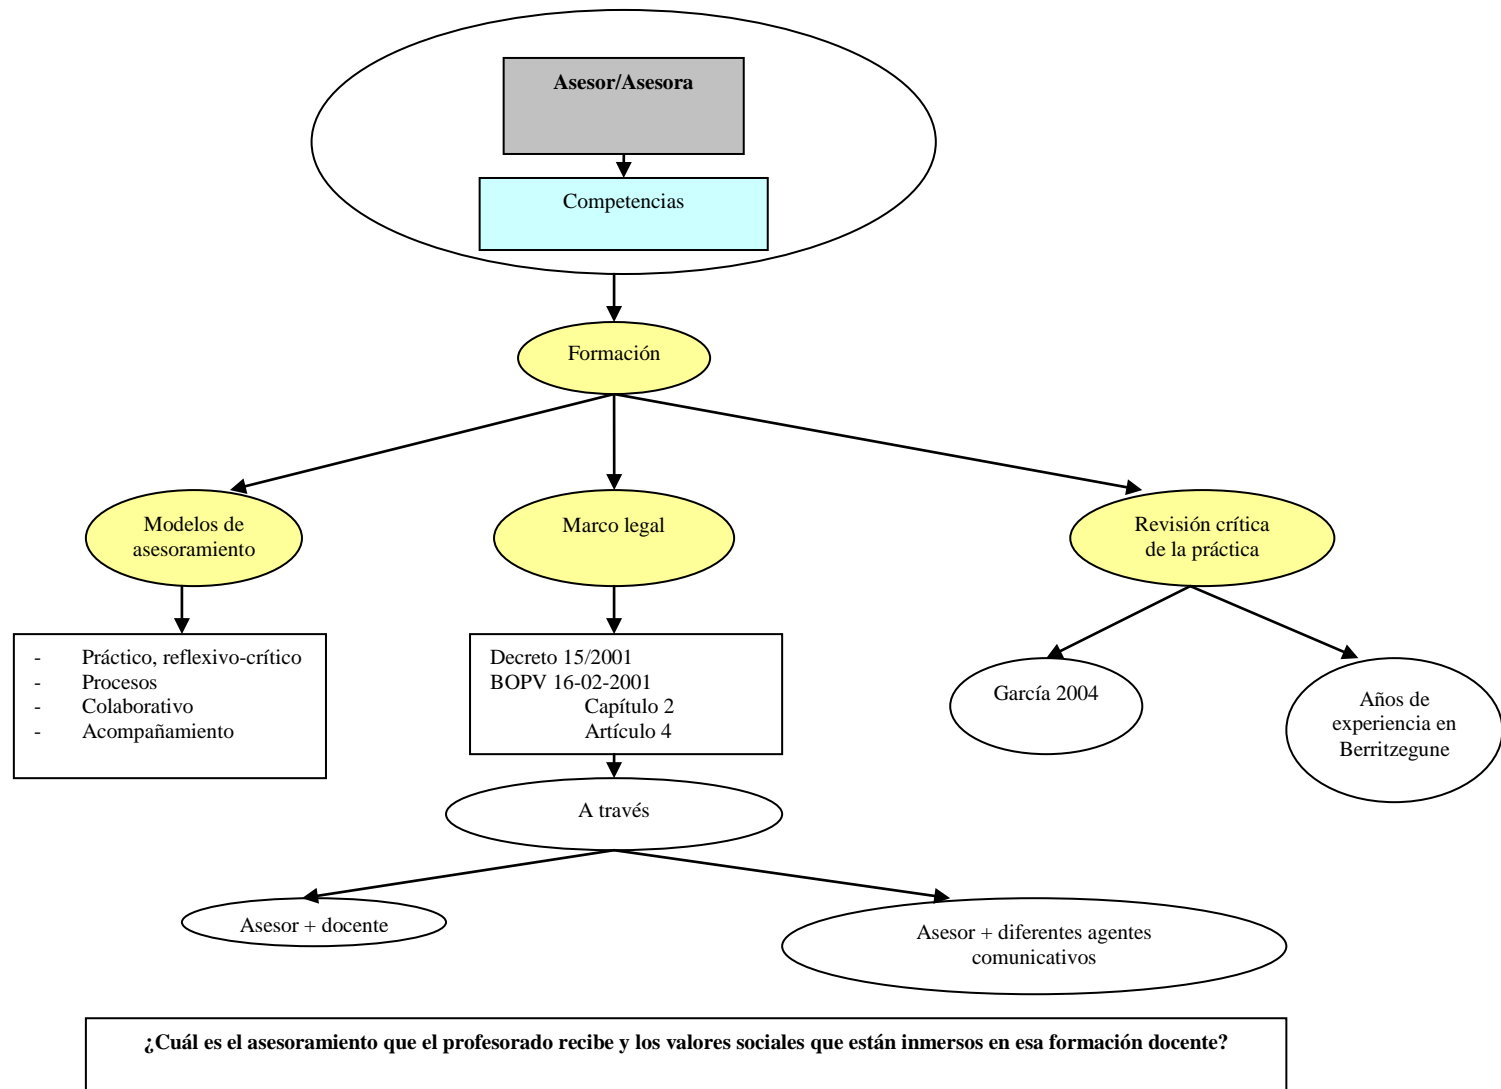 Asesor/Asesora
Competencias
Formación
Modelos de
asesoramiento
Marco legal
Revisión crítica
de la práctica
- Práctico, reflexivo-crítico
- Procesos
- Colaborativo
- Acompañamiento
Decreto 15/2001
BOPV 16-02-2001
Capítulo 2
Artículo 4
García 2004
Años de
experiencia en
Berritzegune
A través
Asesor + docente
Asesor + diferentes agentes
comunicativos
¿Cuál es el asesoramiento que el profesorado recibe y los valores sociales que están inmersos en esa formación docente?